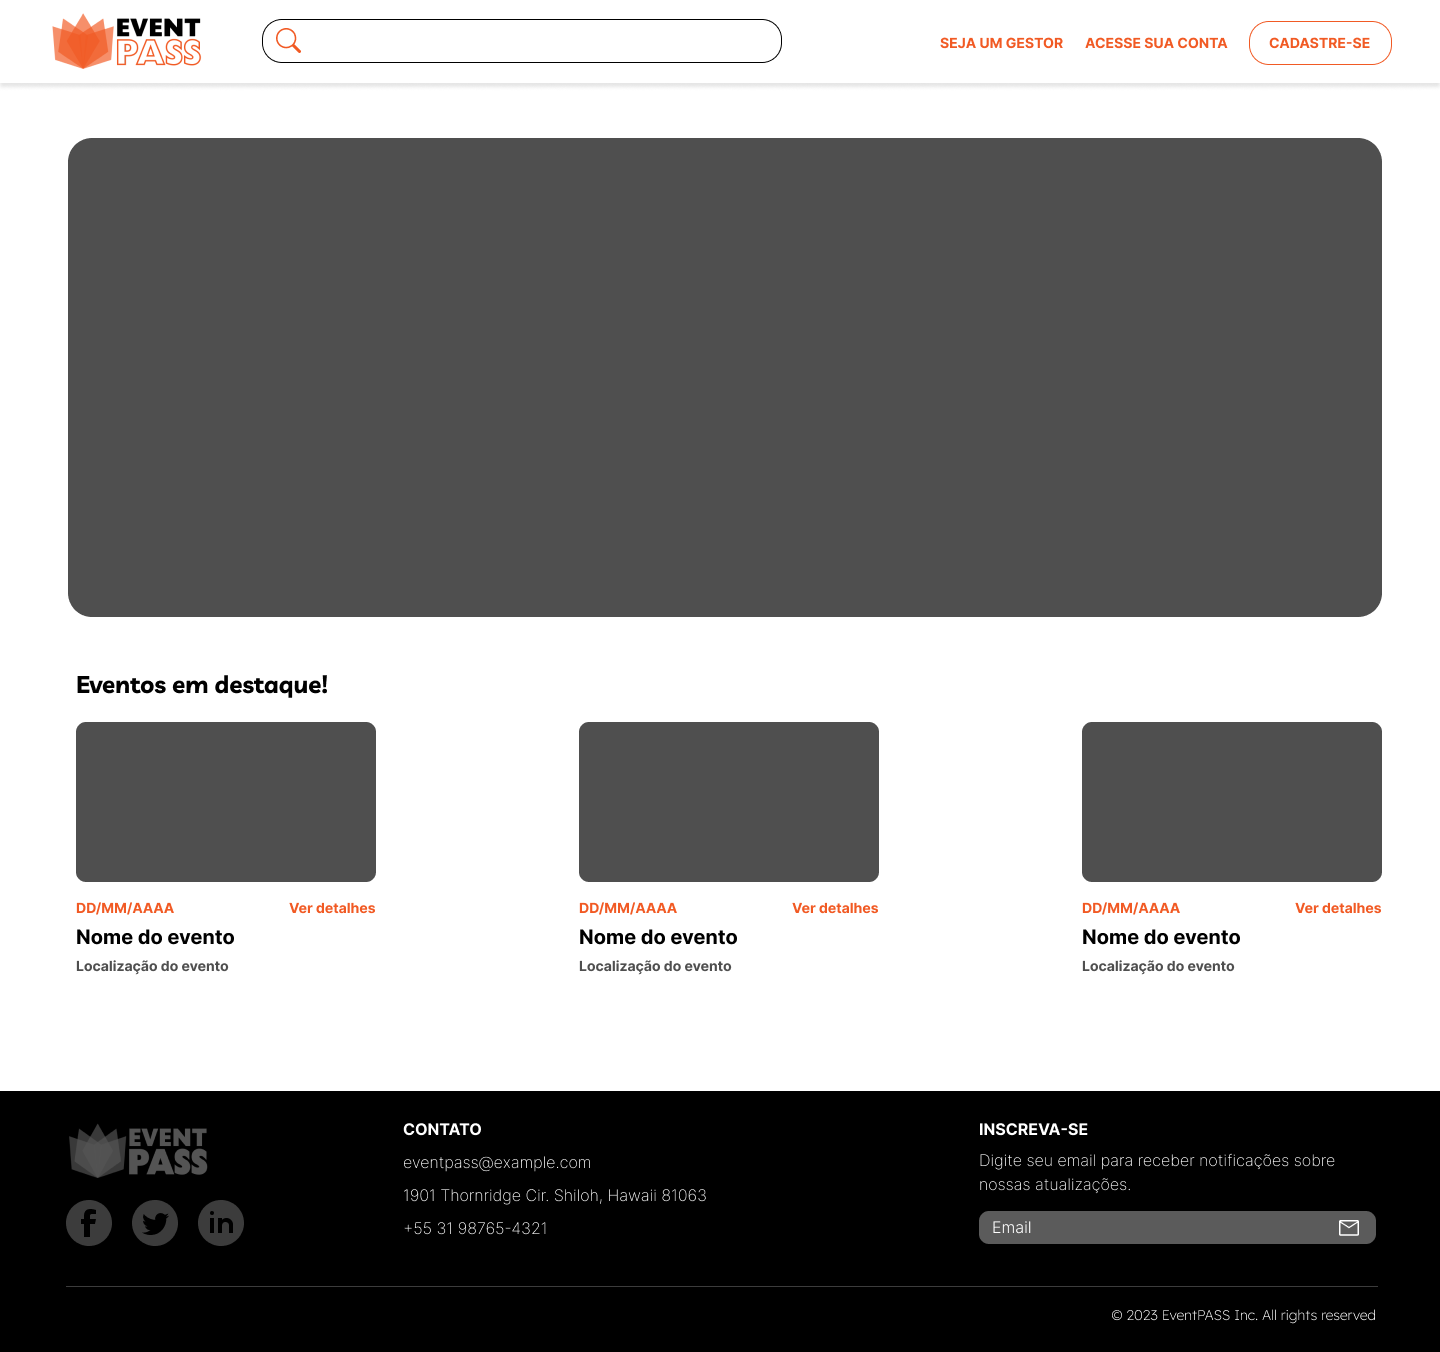 EVENT
PASS
SEJA UM GESTOR
ACESSE SUA CONTA
CADASTRE-SE
Eventos em destaque!
DD/MM/AAAA
Ver detalhes
Nome do evento
Localização do evento
DD/MM/AAAA
Ver detalhes
Nome do evento
Localização do evento
DD/MM/AAAA
Ver detalhes
Nome do evento
Localização do evento
EVENT
PASS
f
in
CONTATO
eventpass@example.com
1901 Thornridge Cir. Shiloh, Hawaii 81063
+55 31 98765-4321
INSCREVA-SE
Digite seu email para receber notificações sobre
nossas atualizações.
Email
© 2023 EventPASS Inc. All rights reserved